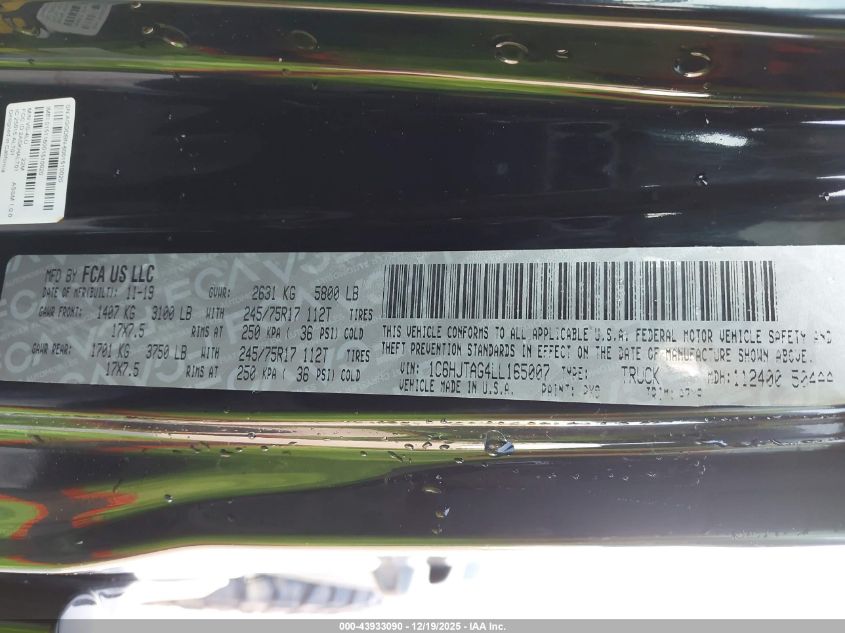 MFD BY FCA US LLC
DATE OF MFR(BUILT): 11-19 GVWR: 2631 KG 5800 LB
GAWR FRONT: 1407 KG 3100 LB WITH 245/75R17 112T TIRES
17X7.5 RIMS AT 250 KPA ( 36 PSI) COLD
GAWR REAR: 1701 KG 3750 LB WITH 245/75R17 112T TIRES
17X7.5 RIMS AT 250 KPA ( 36 PSI) COLD
THIS VEHICLE CONFORMS TO ALL APPLICABLE U.S.A. FEDERAL MOTOR VEHICLE SAFETY AND
THEFT PREVENTION STANDARDS IN EFFECT ON THE DATE OF MANUFACTURE SHOWN ABOVE.
VIN: 1C6HJTAG4LL165007 TYPE: TRUCK MDH: 112400
VEHICLE MADE IN U.S.A. PAINT: TRIM:
000-43933090 - 12/19/2025 - IAA Inc.